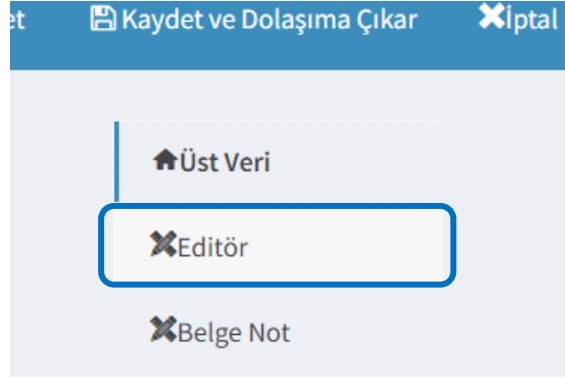 et Kaydet ve Dolaşıma Çıkar İptal
Üst Veri
Editör
Belge Not